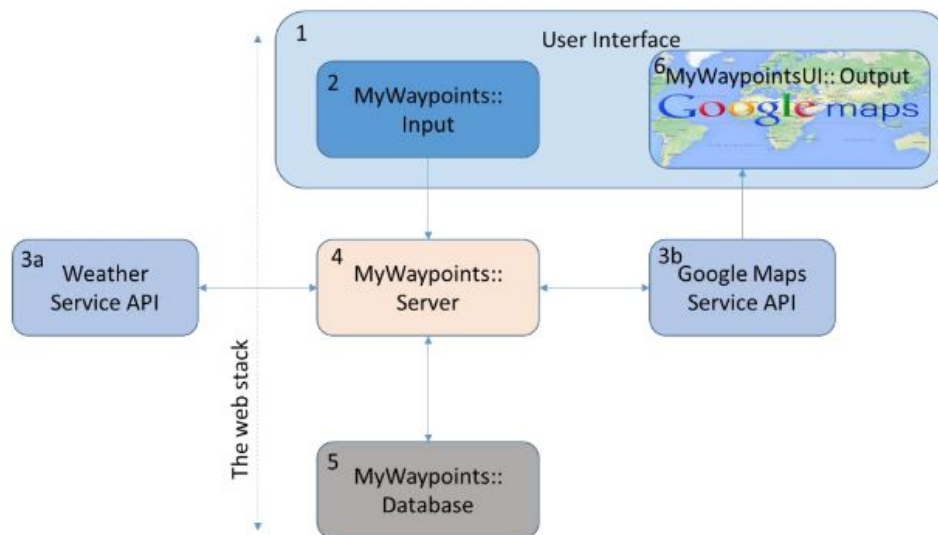 1
User Interface
2
MyWaypoints::
Input
6
MyWaypointsUI:: Output
Google maps
3a
Weather
Service API
4
MyWaypoints::
Server
3b
Google Maps
Service API
The web stack
5
MyWaypoints::
Database